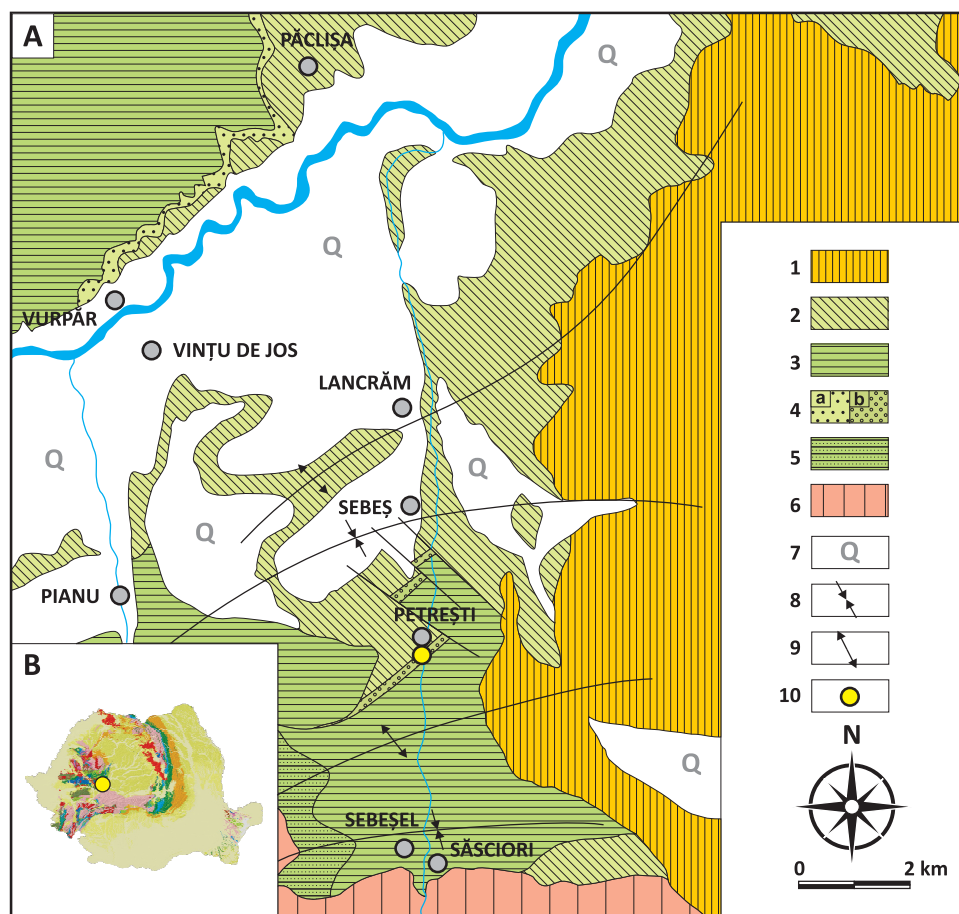 A
PĂCLIȘA
Q
Q
VURPĂR
VINȚU DE JOS
LANCRĂM
Q
Q
SEBEȘ
Q
PIANU
PETREȘTI
B
Q
SEBEȘEL
SĂSCIORI
1
2
3
4 a b
5
6
7 Q
8
9
10
N
0 2 km